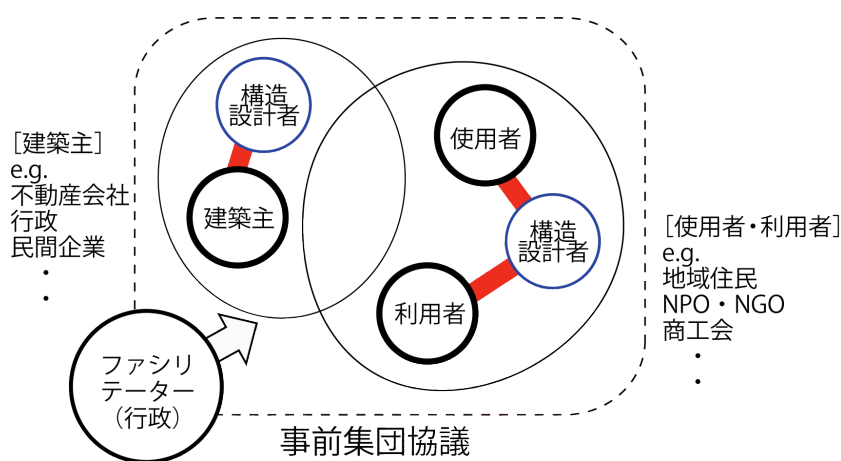 構造
設計者
建築主
［建築主］
e.g.
不動産会社
行政
民間企業
・
・
使用者
構造
設計者
利用者
［使用者・利用者］
e.g.
地域住民
NPO・NGO
商工会
・
・
ファシリ
テーター
（行政）
事前集団協議